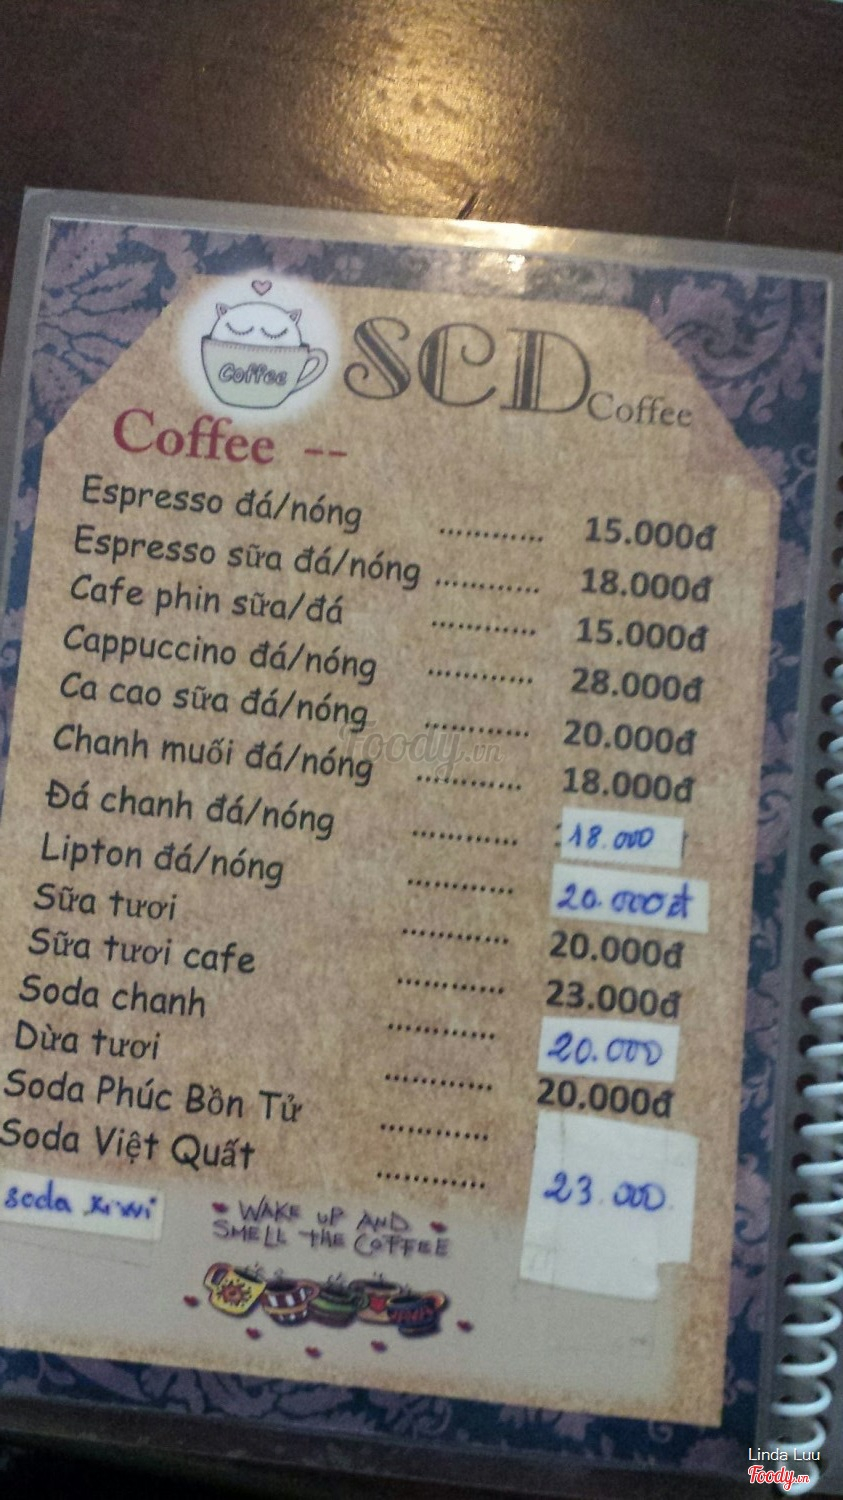 Coffee
SCD Coffee
Coffee --
Espresso đá/nóng ............ 15.000đ
Espresso sữa đá/nóng ............ 18.000đ
Cafe phin sữa/đá ............ 15.000đ
Cappuccino đá/nóng ............ 28.000đ
Ca cao sữa đá/nóng ............ 20.000đ
Chanh muối đá/nóng ............ 18.000đ
Đá chanh đá/nóng ............ 18.000
Lipton đá/nóng ............ 20.000đ
Sữa tươi ............ 20.000đ
Sữa tươi cafe ............ 23.000đ
Soda chanh ............ 20.000
Dừa tươi ............ 20.000đ
Soda Phúc Bồn Tử ............
Soda Việt Quất ............ 23.000
soda kiwi
WAKE UP AND
SMELL THE COFFEE
Foody.vn
Linda Luu
Foody.vn